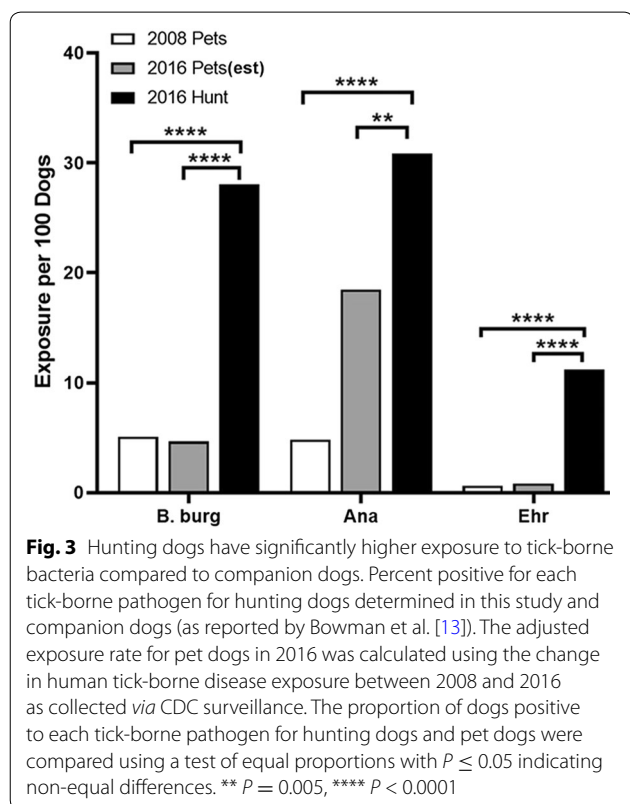 40
30
20
10
0
Exposure per 100 Dogs
2008 Pets
2016 Pets(est)
2016 Hunt
****
****
****
**
****
****
B. burg Ana Ehr
Fig. 3 Hunting dogs have significantly higher exposure to tick-borne
bacteria compared to companion dogs. Percent positive for each
tick-borne pathogen for hunting dogs determined in this study and
companion dogs (as reported by Bowman et al. [13]). The adjusted
exposure rate for pet dogs in 2016 was calculated using the change
in human tick-borne disease exposure between 2008 and 2016
as collected via CDC surveillance. The proportion of dogs positive
to each tick-borne pathogen for hunting dogs and pet dogs were
compared using a test of equal proportions with P ≤ 0.05 indicating
non-equal differences. ** P = 0.005, **** P < 0.0001